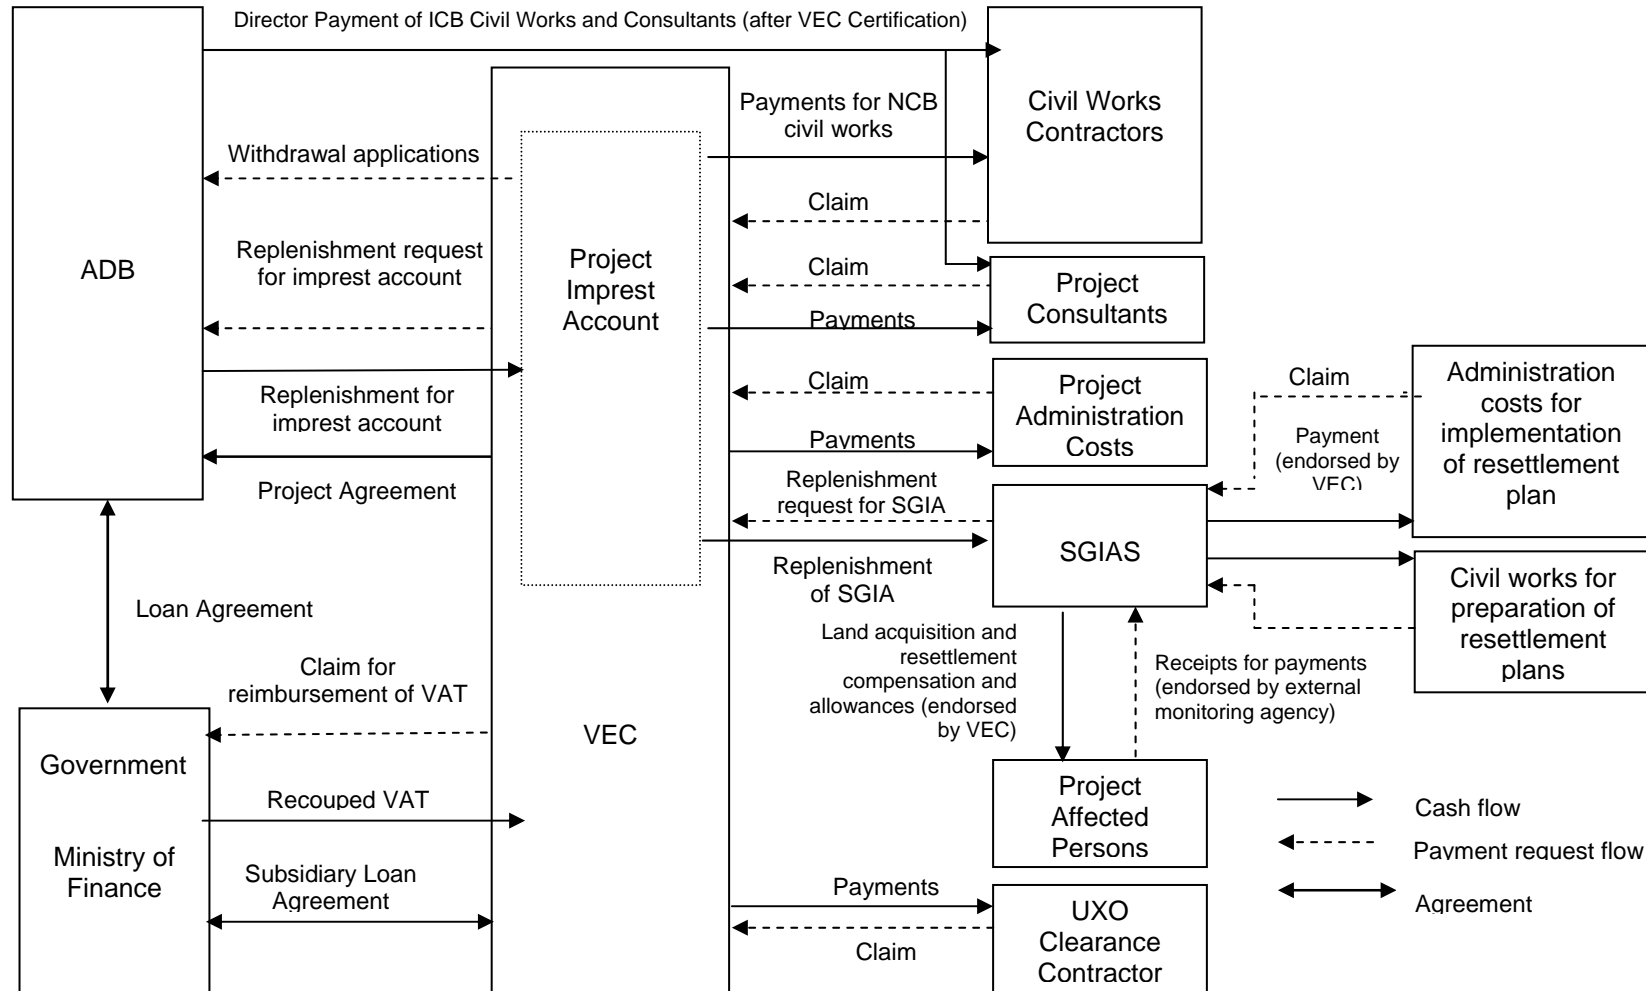 Director Payment of ICB Civil Works and Consultants (after VEC Certification)
ADB
Withdrawal applications
Replenishment request
for imprest account
Replenishment for
imprest account
Project Agreement
Loan Agreement
Claim for
reimbursement of VAT
Government
Ministry of
Finance
Recouped VAT
Subsidiary Loan
Agreement
Project
Imprest
Account
VEC
Payments for NCB
civil works
Claim
Claim
Payments
Claim
Payments
Replenishment
request for SGIA
Replenishment
of SGIA
Land acquisition and
resettlement
compensation and
allowances (endorsed
by VEC)
Receipts for payments
(endorsed by external
monitoring agency)
Payments
Claim
Civil Works
Contractors
Project
Consultants
Project
Administration
Costs
SGIAS
Project
Affected
Persons
UXO
Clearance
Contractor
Claim
Payment
(endorsed by
VEC)
Administration
costs for
implementation
of resettlement
plan
Civil works for
preparation of
resettlement
plans
Cash flow
Payment request flow
Agreement